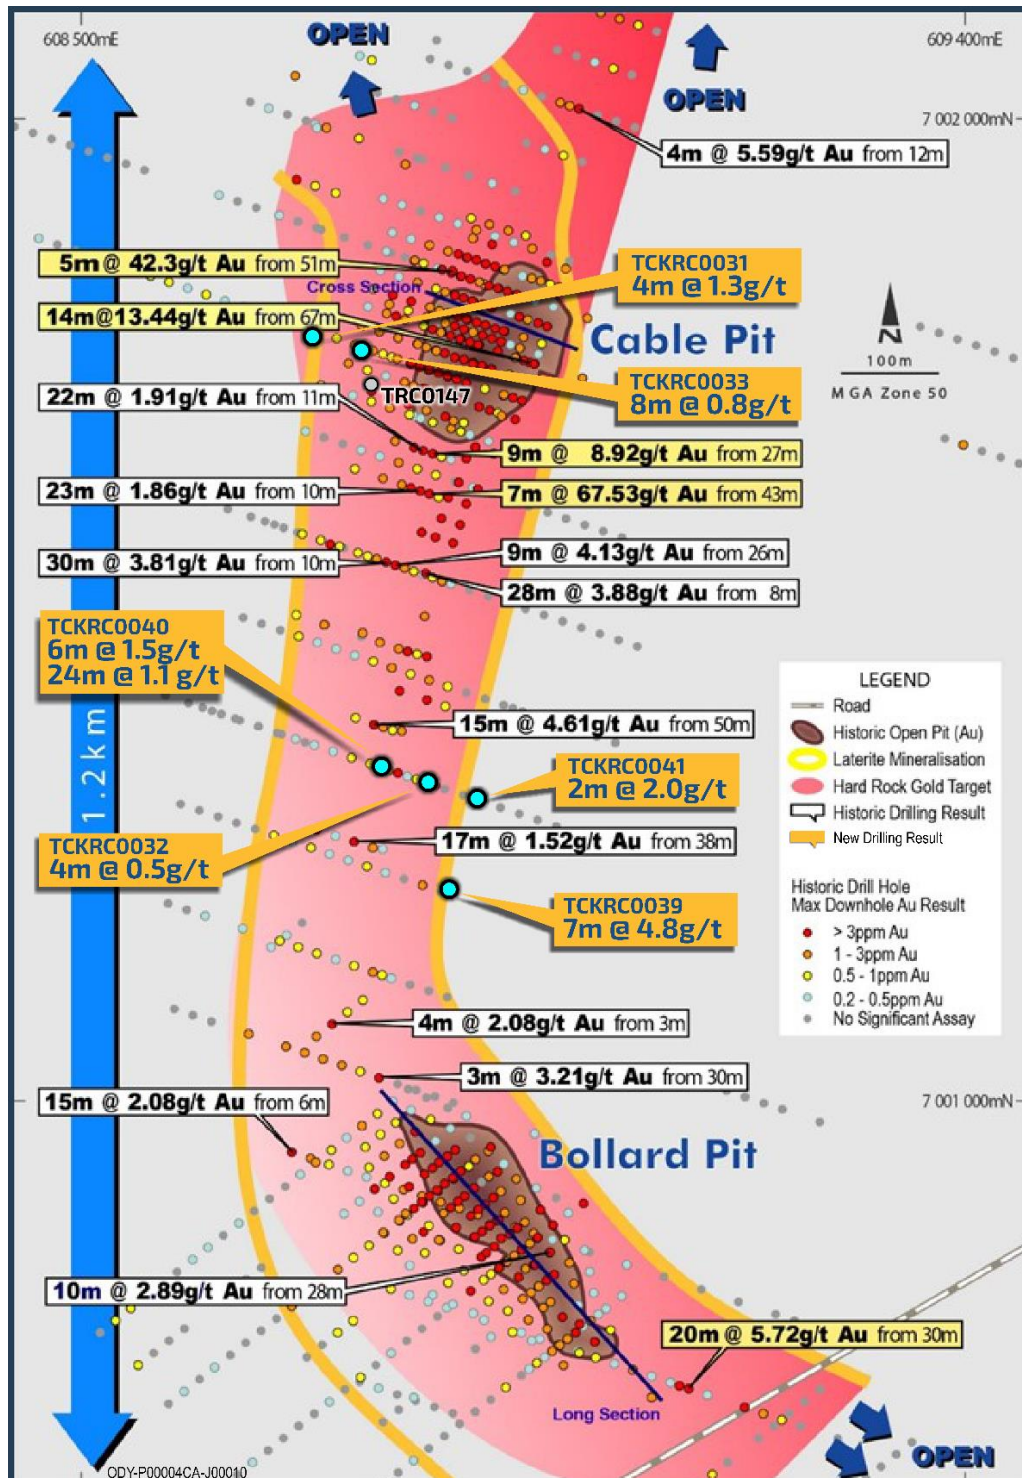 608 500mE
OPEN
609 400mE
OPEN
7 002 000mN
4m @ 5.59g/t Au from 12m
5m @ 42.3g/t Au from 51m
TCKRC0031
4m @ 1.3g/t
Cross Section
14m@13.44g/t Au from 67m
Cable Pit
N
100m
MGA Zone 50
TCKRC0033
8m @ 0.8g/t
TRC0147
22m @ 1.91g/t Au from 11m
9m @ 8.92g/t Au from 27m
23m @ 1.86g/t Au from 10m
7m @ 67.53g/t Au from 43m
9m @ 4.13g/t Au from 26m
30m @ 3.81g/t Au from 10m
28m @ 3.88g/t Au from 8m
TCKRC0040
6m @ 1.5g/t
24m @ 1.1 g/t
1.2km
15m @ 4.61g/t Au from 50m
TCKRC0041
2m @ 2.0g/t
TCKRC0032
4m @ 0.5g/t
17m @ 1.52g/t Au from 38m
TCKRC0039
7m @ 4.8g/t
LEGEND
Road
Historic Open Pit (Au)
Laterite Mineralisation
Hard Rock Gold Target
Historic Drilling Result
New Drilling Result
Historic Drill Hole
Max Downhole Au Result
> 3ppm Au
1 - 3ppm Au
0.5 - 1ppm Au
0.2 - 0.5ppm Au
No Significant Assay
4m @ 2.08g/t Au from 3m
3m @ 3.21g/t Au from 30m
15m @ 2.08g/t Au from 6m
7 001 000mN
Bollard Pit
10m @ 2.89g/t Au from 28m
20m @ 5.72g/t Au from 30m
Long Section
OPEN
ODY-P00004CA-J00010